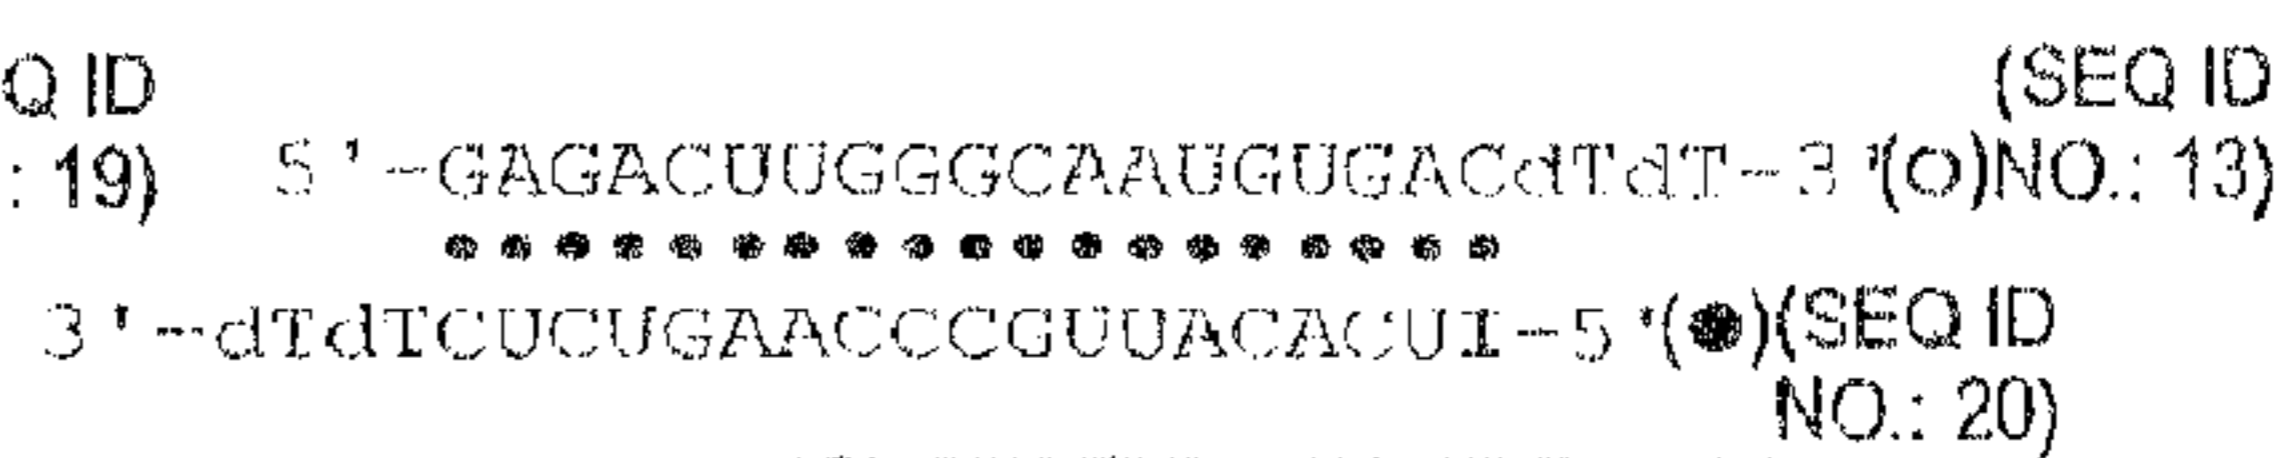 Q ID (SEQ ID
: 19) 5'-GAGACUUGGGCAAUGUGACdTdT-3'(○)NO.: 13)
3'-dTdTCUCUGAACCCGUUACACUI-5'(●)(SEQ ID
NO.: 20)